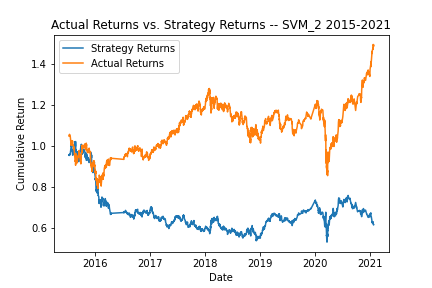 Actual Returns vs. Strategy Returns -- SVM_2 2015-2021
Strategy Returns
Actual Returns
1.4
1.2
1.0
0.8
0.6
Cumulative Return
2016 2017 2018 2019 2020 2021
Date